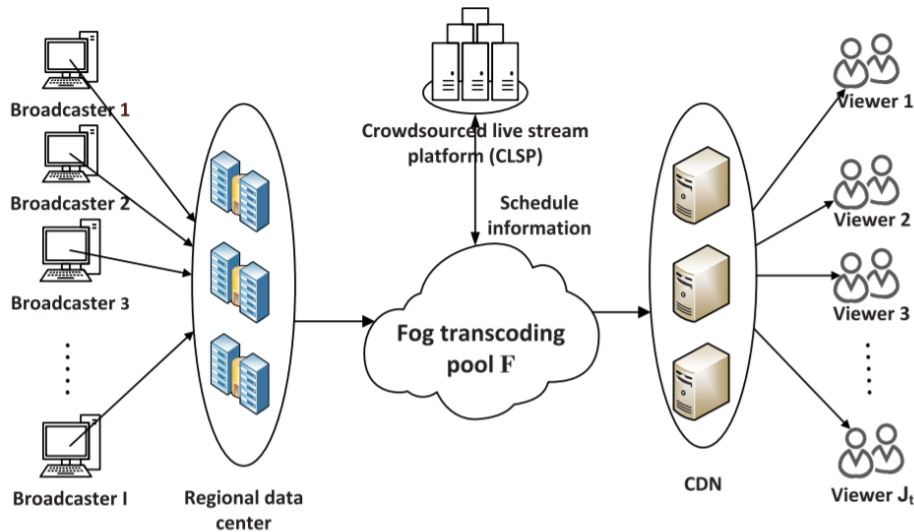 Broadcaster 1
Broadcaster 2
Broadcaster 3
Broadcaster I
Regional data
center
Crowdsourced live stream
platform (CLSP)
Schedule
information
Fog transcoding
pool F
CDN
Viewer 1
Viewer 2
Viewer 3
Viewer Jt